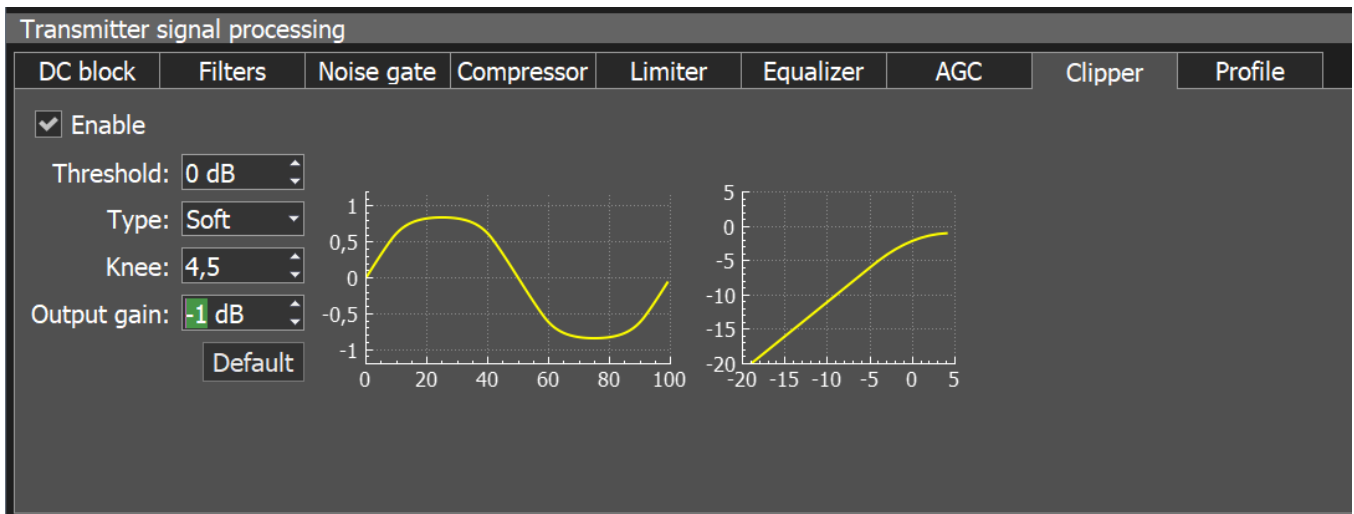 Transmitter signal processing
DC block Filters Noise gate Compressor Limiter Equalizer AGC Clipper Profile
Enable
Threshold: 0 dB
Type: Soft
Knee: 4,5
Output gain: -1 dB
Default
1
0,5
0
-0,5
-1
0 20 40 60 80 100
5
0
-5
-10
-15
-20
-20 -15 -10 -5 0 5